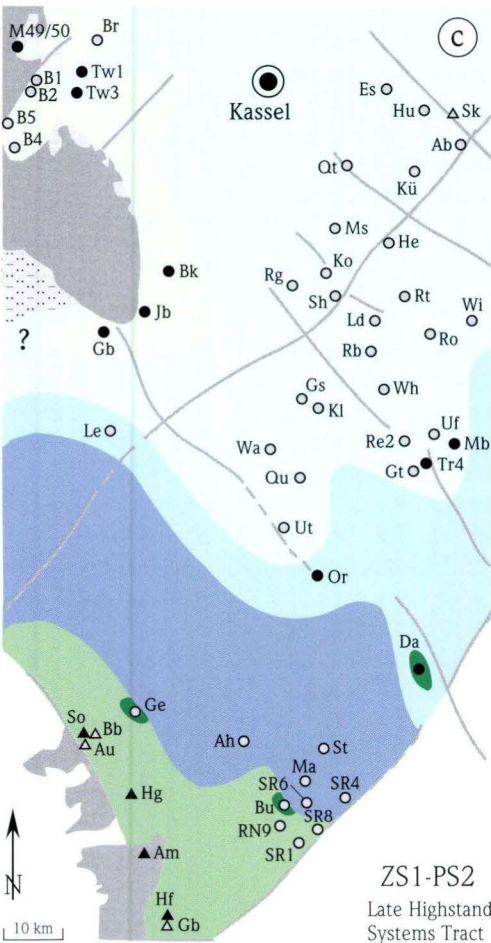 M49/50
Br
c
B1
Tw1
B2
Tw3
Kassel
Es
Hu
Sk
B5
B4
Ab
Qt
Kü
Ms
He
Bk
Ko
Rg
Sh
Rt
Jb
Ld
Wi
?
Gb
Rb
Ro
Gs
Wh
Kl
Le
Uf
Wa
Re2
Mb
Tr4
Qu
Gt
Ut
Or
Da
Ge
So
Bb
Au
Ah
St
Ma
SR6
SR4
Hg
Bu
SR8
RN9
SR1
Am
N
Hf
Gb
10 km
ZS1-PS2
Late Highstand
Systems Tract